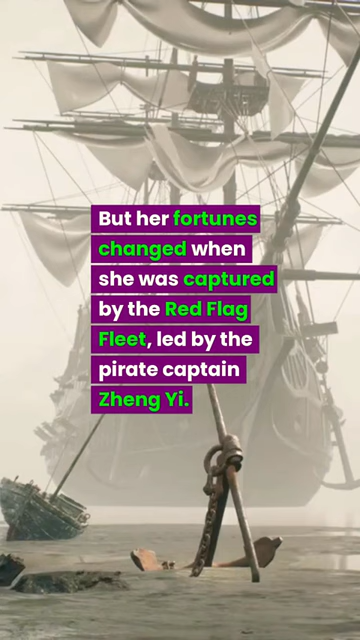 But her fortunes
changed when
she was captured
by the Red Flag
Fleet, led by the
pirate captain
Zheng Yi.